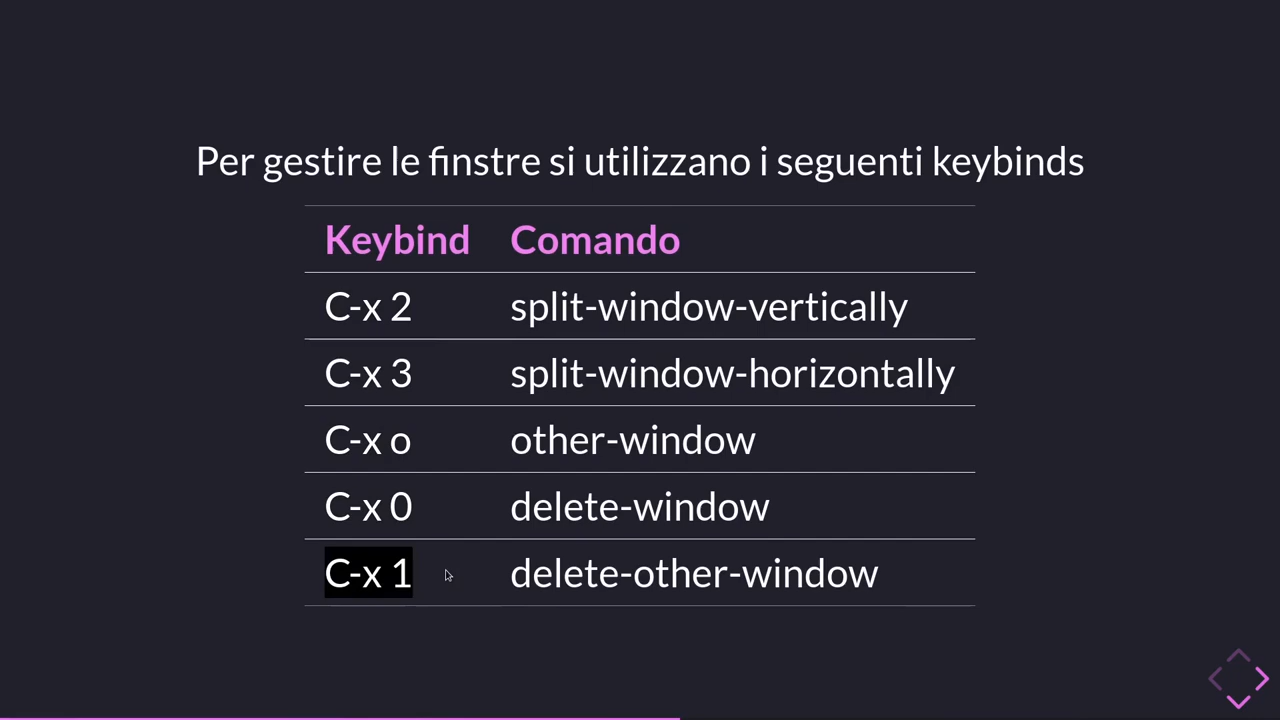 Per gestire le finstre si utilizzano i seguenti keybinds
Keybind Comando
C-x 2 split-window-vertically
C-x 3 split-window-horizontally
C-x o other-window
C-x 0 delete-window
C-x 1 delete-other-window